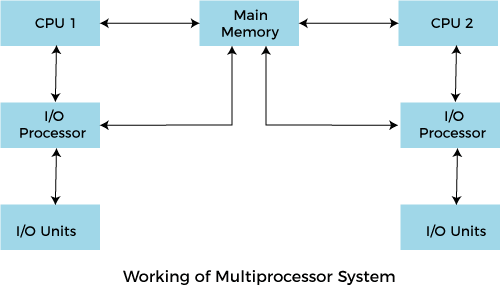 CPU 1
Main
Memory
CPU 2
I/O
Processor
I/O
Processor
I/O Units
I/O Units
Working of Multiprocessor System